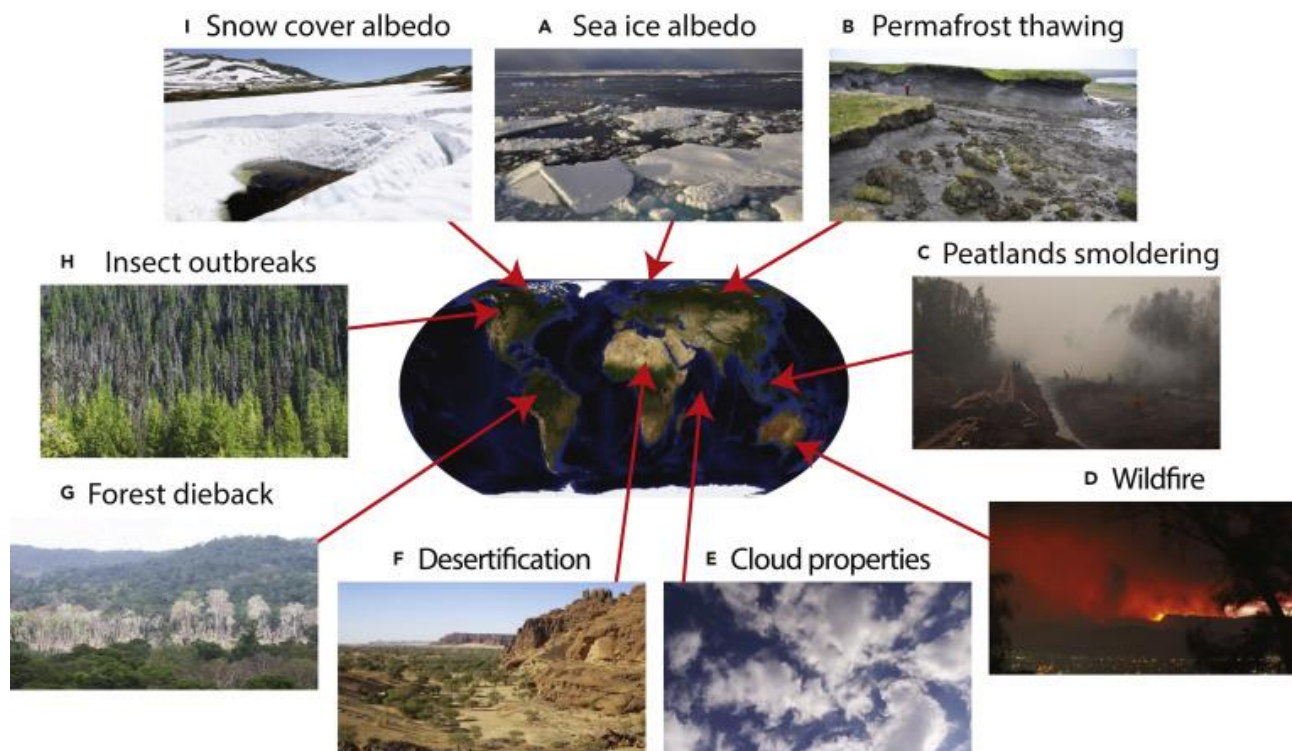 I Snow cover albedo
A Sea ice albedo
B Permafrost thawing
H Insect outbreaks
C Peatlands smoldering
G Forest dieback
D Wildfire
F Desertification
E Cloud properties